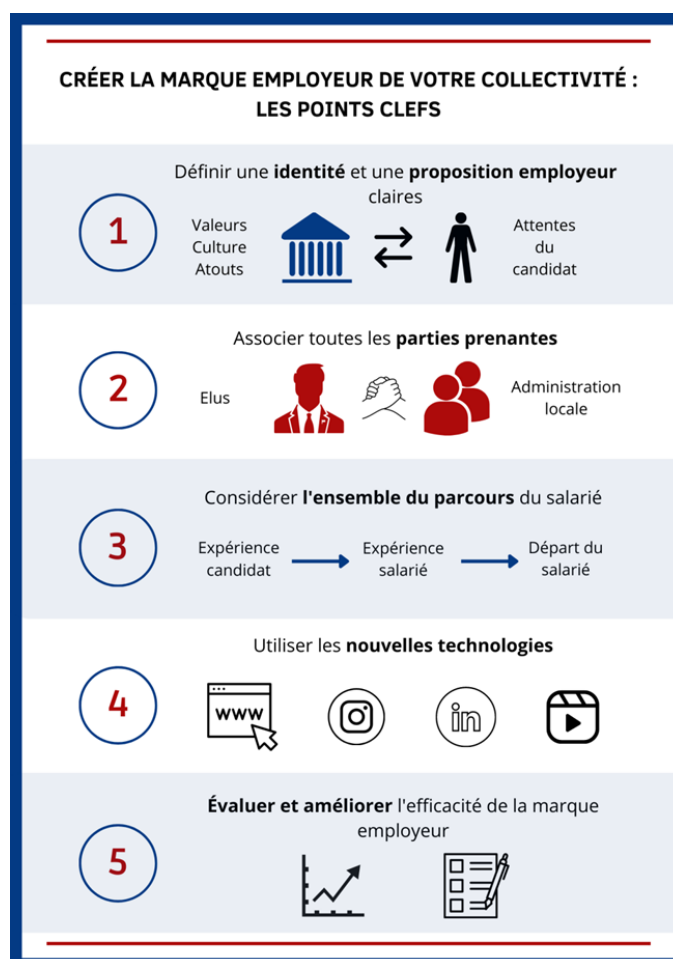 CRÉER LA MARQUE EMPLOYEUR DE VOTRE COLLECTIVITÉ :
LES POINTS CLEFS
1
Définir une identité et une proposition employeur
claires
Valeurs
Culture
Atouts
Attentes
du
candidat
2
Associer toutes les parties prenantes
Elus
Administration
locale
3
Considérer l'ensemble du parcours du salarié
Expérience
candidat
Expérience
salarié
Départ du
salarié
4
Utiliser les nouvelles technologies
www
in
5
Évaluer et améliorer l'efficacité de la marque
employeur